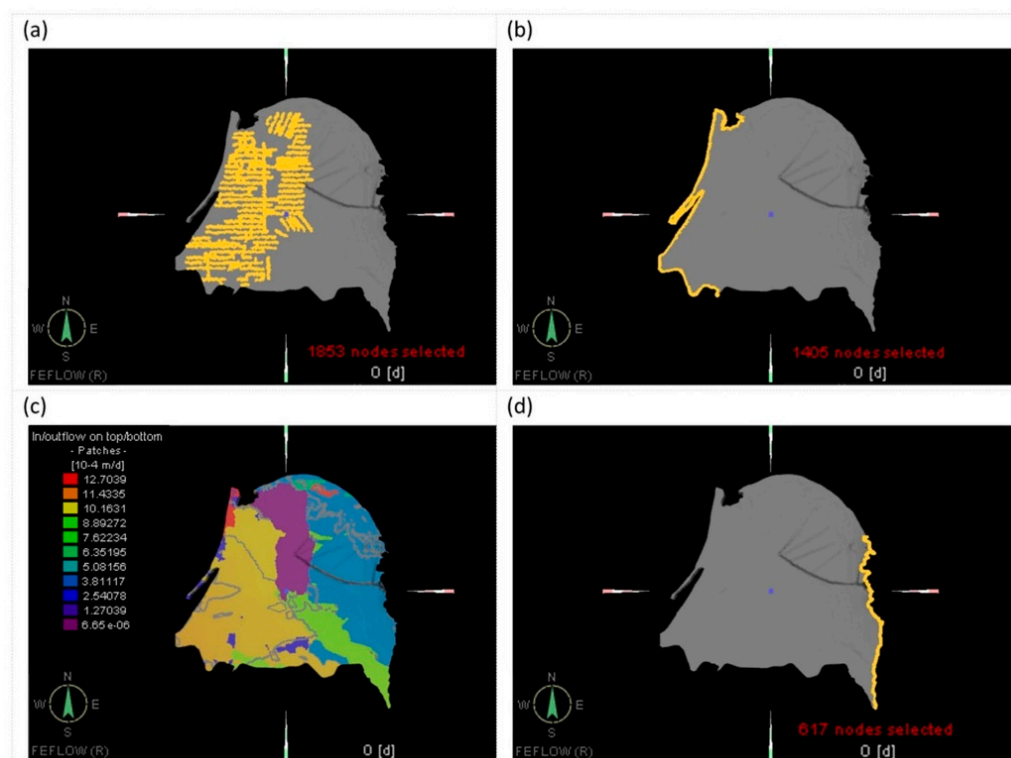 (a)
N
W E
S
FEFLOW (R)
1853 nodes selected
0 [d]
(b)
N
W E
S
FEFLOW (R)
1405 nodes selected
0 [d]
(c)
In/outflow on top/bottom
- Patches -
[10-4 m/d]
12.7039
11.4335
10.1631
8.89272
7.62234
6.35195
5.08156
3.81117
2.54078
1.27039
6.65e-06
N
W E
S
FEFLOW (R)
0 [d]
(d)
N
W E
S
FEFLOW (R)
617 nodes selected
0 [d]